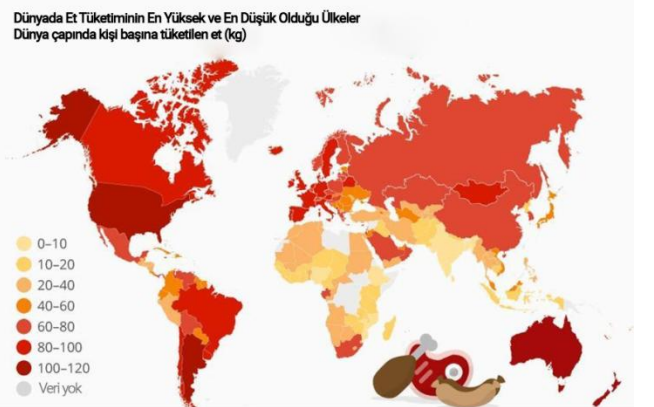 Dünyada Et Tüketiminin En Yüksek ve En Düşük Olduğu Ülkeler
Dünya çapında kişi başına tüketilen et (kg)
0–10
10–20
20–40
40–60
60–80
80–100
100–120
Veri yok